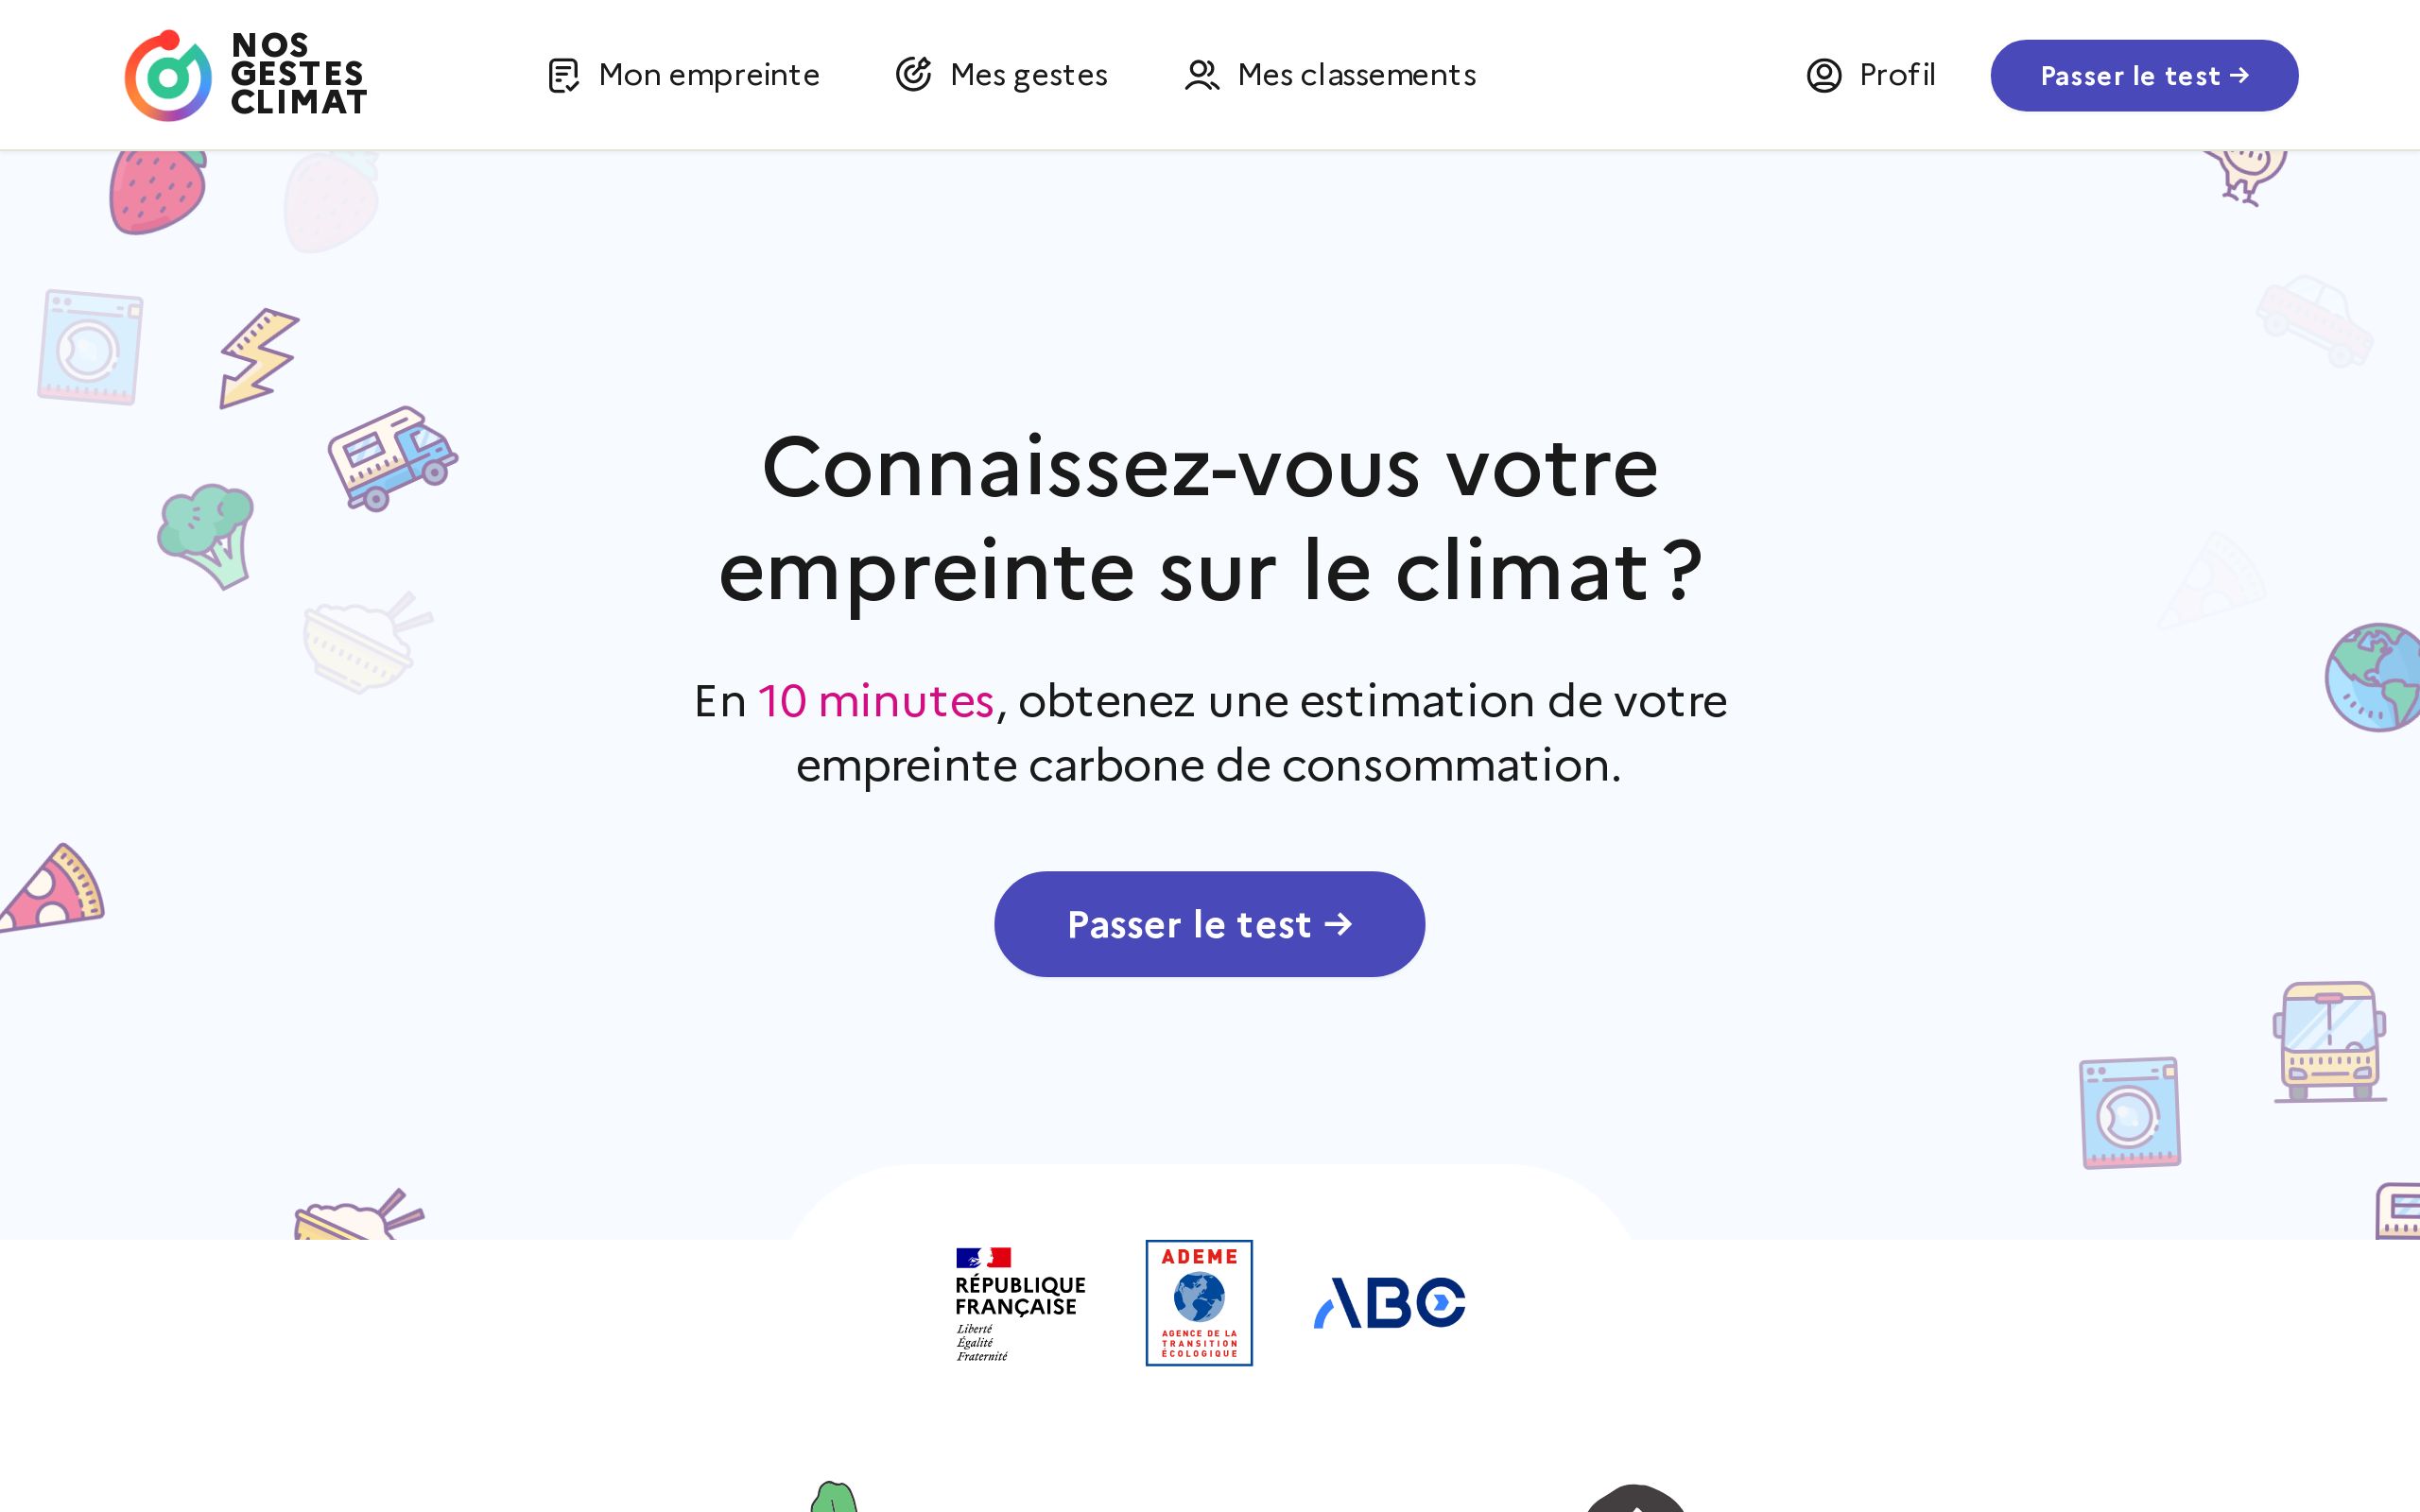 NOS
GESTES
CLIMAT
Mon empreinte
Mes gestes
Mes classements
Profil
Passer le test →
Connaissez-vous votre
empreinte sur le climat ?
En 10 minutes, obtenez une estimation de votre
empreinte carbone de consommation.
Passer le test →
RÉPUBLIQUE
FRANÇAISE
Liberté
Égalité
Fraternité
ADEME
AGENCE DE LA
TRANSITION
ÉCOLOGIQUE
ABC